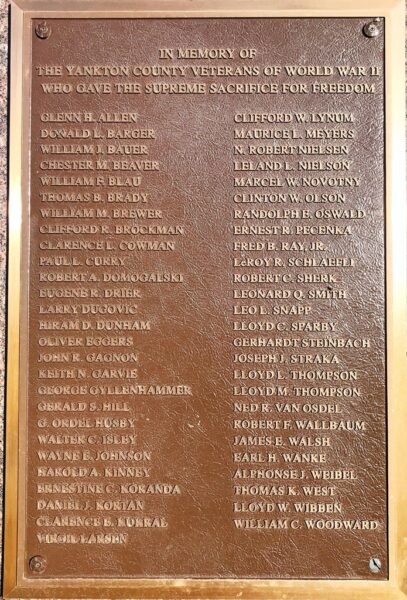 IN MEMORY OF
THE YANKTON COUNTY VETERANS OF WORLD WAR II
WHO GAVE THE SUPREME SACRIFICE FOR FREEDOM
GLENN H. ALLEN
DONALD L. BARGER
WILLIAM J. BAUER
CHESTER M. BEAVER
WILLIAM F. BLAU
THOMAS B. BRADY
WILLIAM M. BREWER
CLIFFORD R. BROCKMAN
CLARENCE L. COWMAN
PAUL L. CURRY
ROBERT A. DOMOGALSKI
EUGENE R. DRIER
LARRY DUGOVIC
HIRAM D. DUNHAM
OLIVER EGGERS
JOHN R. GAGNON
KEITH N. GARVIE
GEORGE GYLLENHAMMER
GERALD S. HILL
G. ORDEL HUSBY
WALTER C. ISLEY
WAYNE E. JOHNSON
HAROLD A. KINNEY
ERNESTINE C. KORANDA
DANIEL J. KORTAN
CLARENCE B. KUKRAL
VIRGIL LARSEN
CLIFFORD W. LYNUM
MAURICE L. MEYERS
N. ROBERT NIELSEN
LELAND L. NIELSON
MARCEL W. NOVOTNY
CLINTON W. OLSON
RANDOLPH E. OSWALD
ERNEST R. PECENKA
FRED B. RAY, JR.
LeROY R. SCHLAEFLI
ROBERT C. SHERK
LEONARD Q. SMITH
LEO L. SNAPP
LLOYD C. SPARBY
GERHARDT STEINBACH
JOSEPH J. STRAKA
LLOYD L. THOMPSON
LLOYD M. THOMPSON
NED R. VAN OSDEL
ROBERT F. WALLBAUM
JAMES E. WALSH
EARL H. WANKE
ALPHONSE J. WEIBEL
THOMAS K. WEST
LLOYD W. WIBBEN
WILLIAM C. WOODWARD